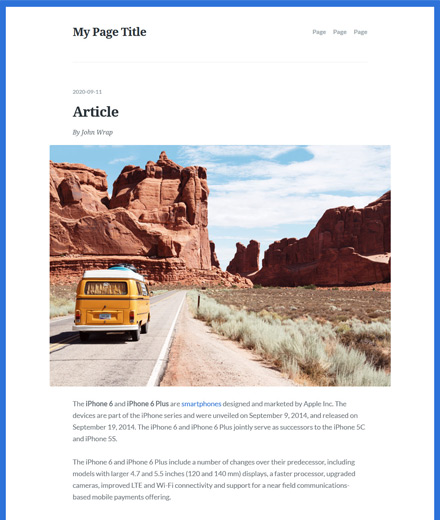 My Page Title
Page Page Page
2020-09-11
Article
By John Wrap
The iPhone 6 and iPhone 6 Plus are smartphones designed and marketed by Apple Inc. The
devices are part of the iPhone series and were unveiled on September 9, 2014, and released on
September 19, 2014. The iPhone 6 and iPhone 6 Plus jointly serve as successors to the iPhone 5C
and iPhone 5S.
The iPhone 6 and iPhone 6 Plus include a number of changes over their predecessor, including
models with larger 4.7 and 5.5 inches (120 and 140 mm) displays, a faster processor, upgraded
cameras, improved LTE and Wi-Fi connectivity and support for a near field communications-
based mobile payments offering.